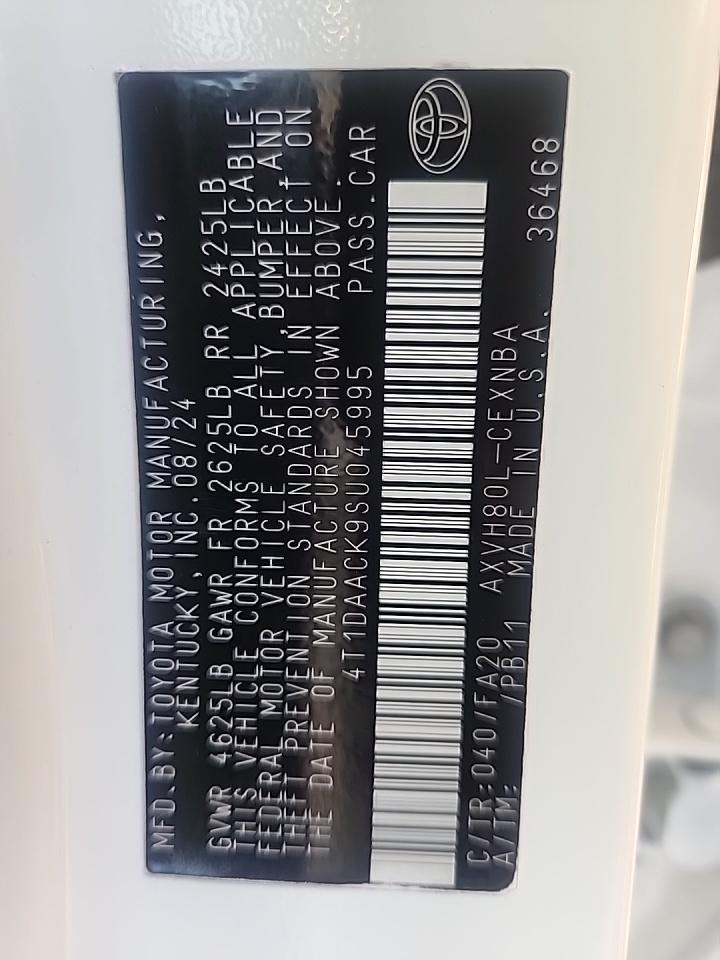 MFD.BY:TOYOTA MOTOR MANUFACTURING,
KENTUCKY, INC.08/24
GVWR 4625LB GAWR FR 2625LB RR 2425LB
THIS VEHICLE CONFORMS TO ALL APPLICABLE
FEDERAL MOTOR VEHICLE SAFETY,BUMPER,AND
THEFT PREVENTION STANDARDS IN EFFECT ON
THE DATE OF MANUFACTURE SHOWN ABOVE.
4T1DAACK9SU045995 PASS.CAR
C/TR:040/FA20 AXVH80L-CEXNBA
A/TM: /PB11 MADE IN U.S.A. 36468